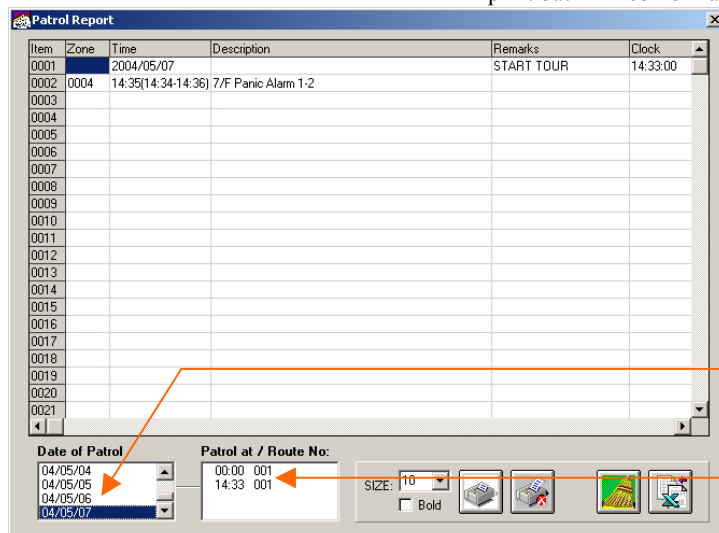 Patrol Report
Item Zone Time Description Remarks Clock
0001 2004/05/07 START TOUR 14:33:00
0002 0004 14:35(14:34-14:36) 7/F Panic Alarm 1-2
0003
0004
0005
0006
0007
0008
0009
0010
0011
0012
0013
0014
0015
0016
0017
0018
0019
0020
0021
Date of Patrol Patrol at / Route No:
04/05/04 00:00 001
04/05/05 14:33 001
04/05/06
04/05/07
SIZE: 10
Bold